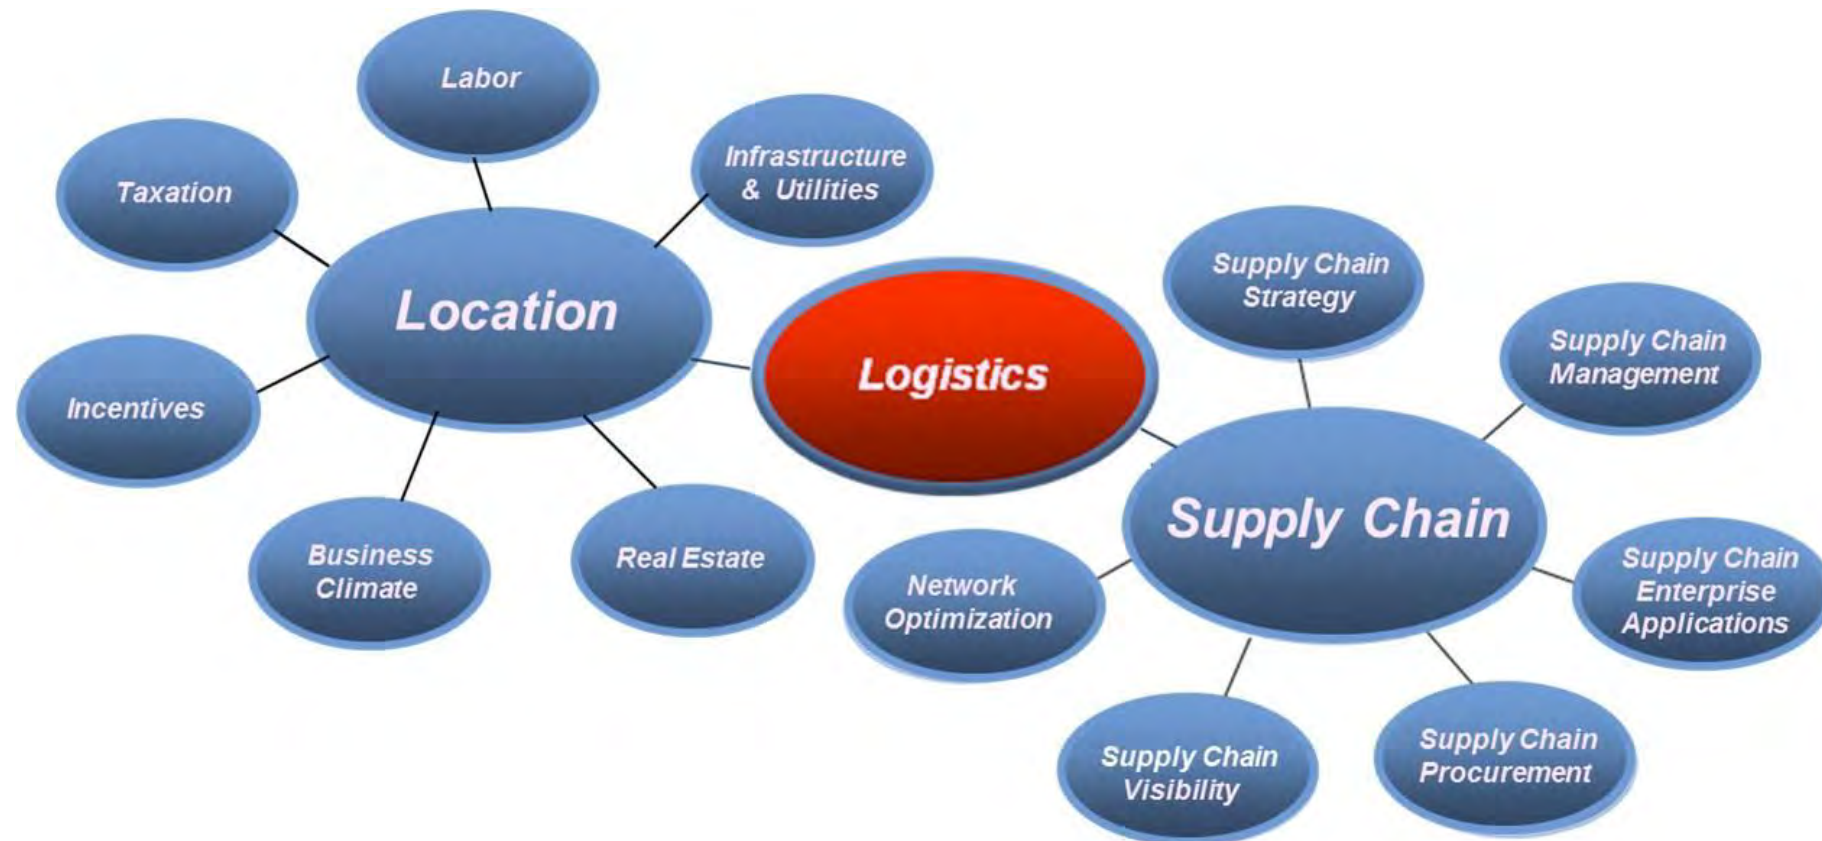 Labor
Infrastructure
& Utilities
Taxation
Location
Incentives
Business
Climate
Real Estate
Logistics
Supply Chain
Strategy
Supply Chain
Management
Supply Chain
Network
Optimization
Supply Chain
Enterprise
Applications
Supply Chain
Visibility
Supply Chain
Procurement